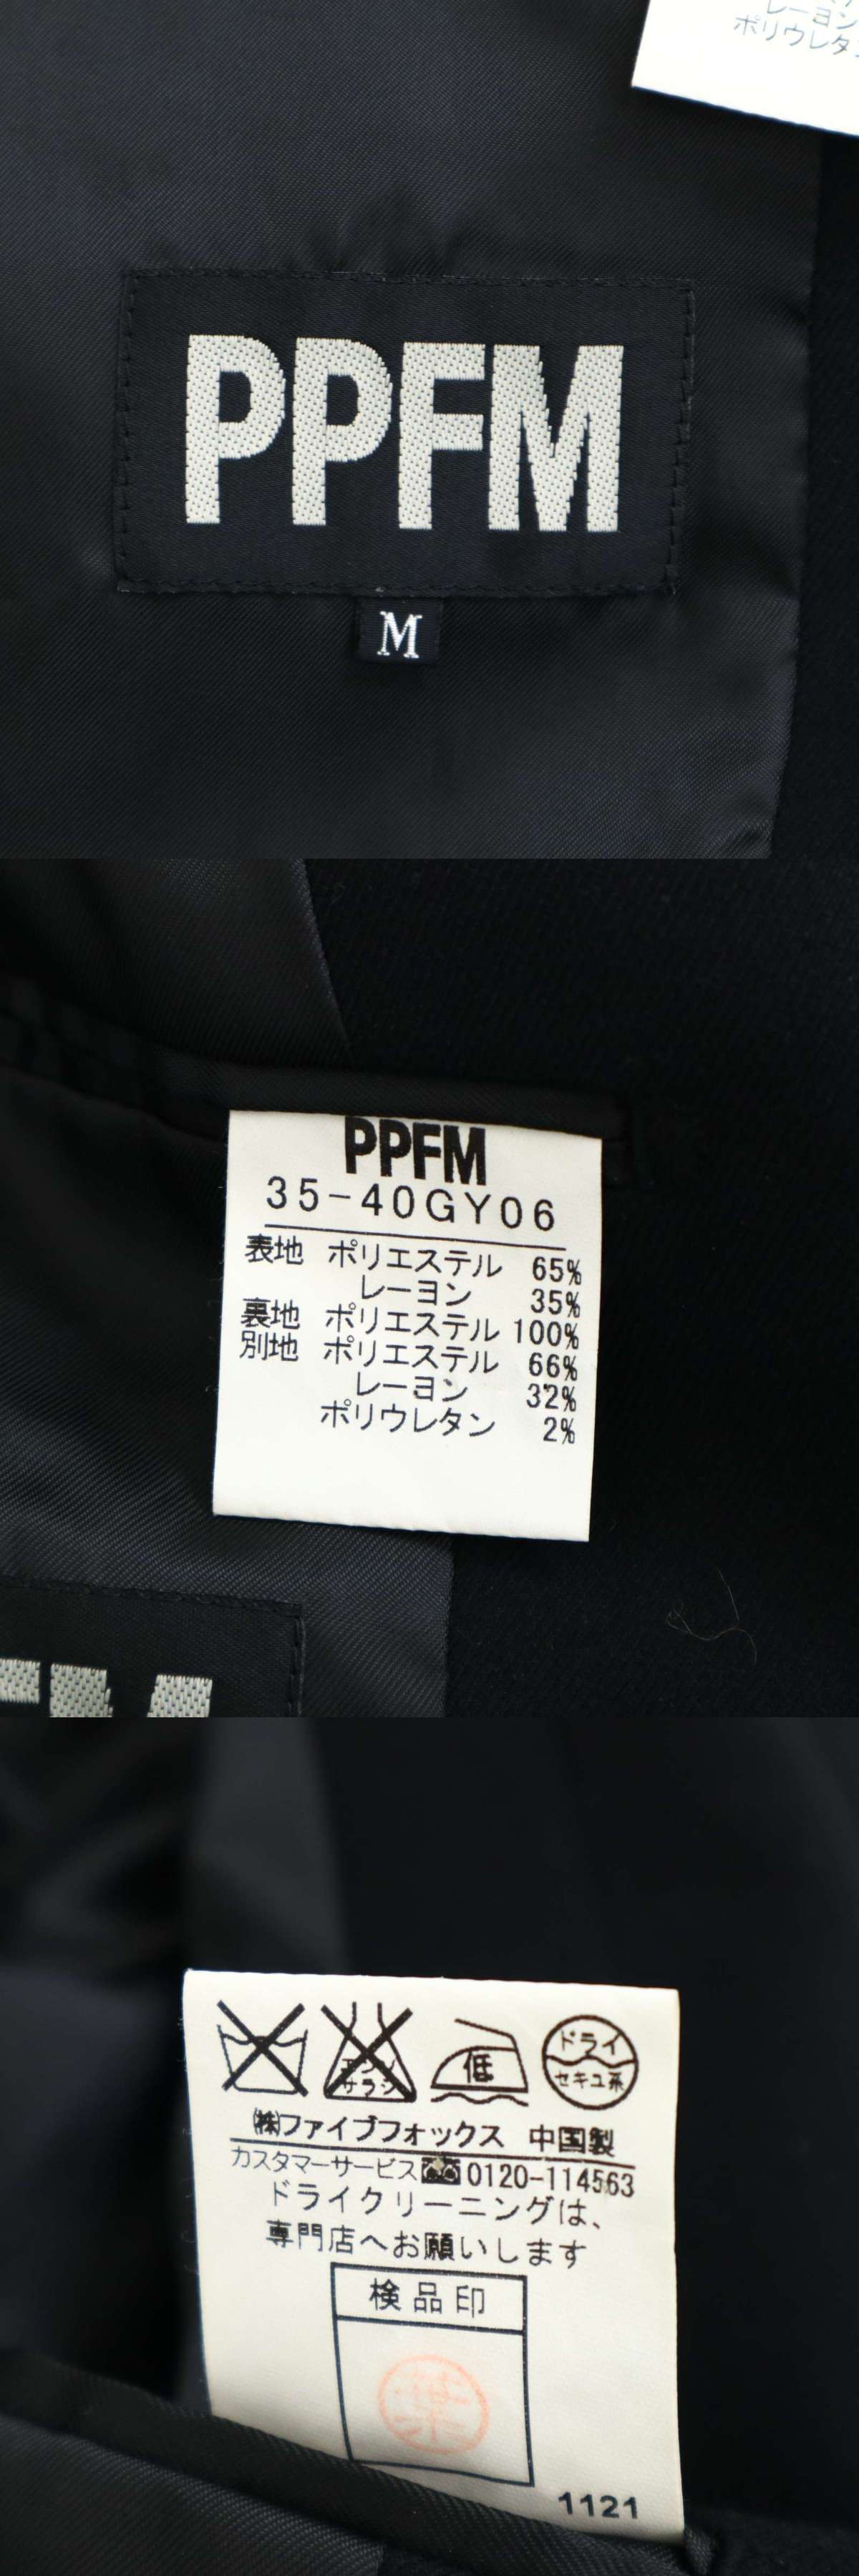 レーヨン
ポリウレタ
PPFM
M
PPFM
35-40GY06
表地 ポリエステル 65%
レーヨン 35%
裏地 ポリエステル 100%
別地 ポリエステル 66%
レーヨン 32%
ポリウレタン 2%
エンソ
サラシ
低
ドライ
セキユ系
㈱ファイブフォックス 中国製
カスタマーサービス 0120-114563
ドライクリーニングは、
専門店へお願いします
検品印
葉
1121